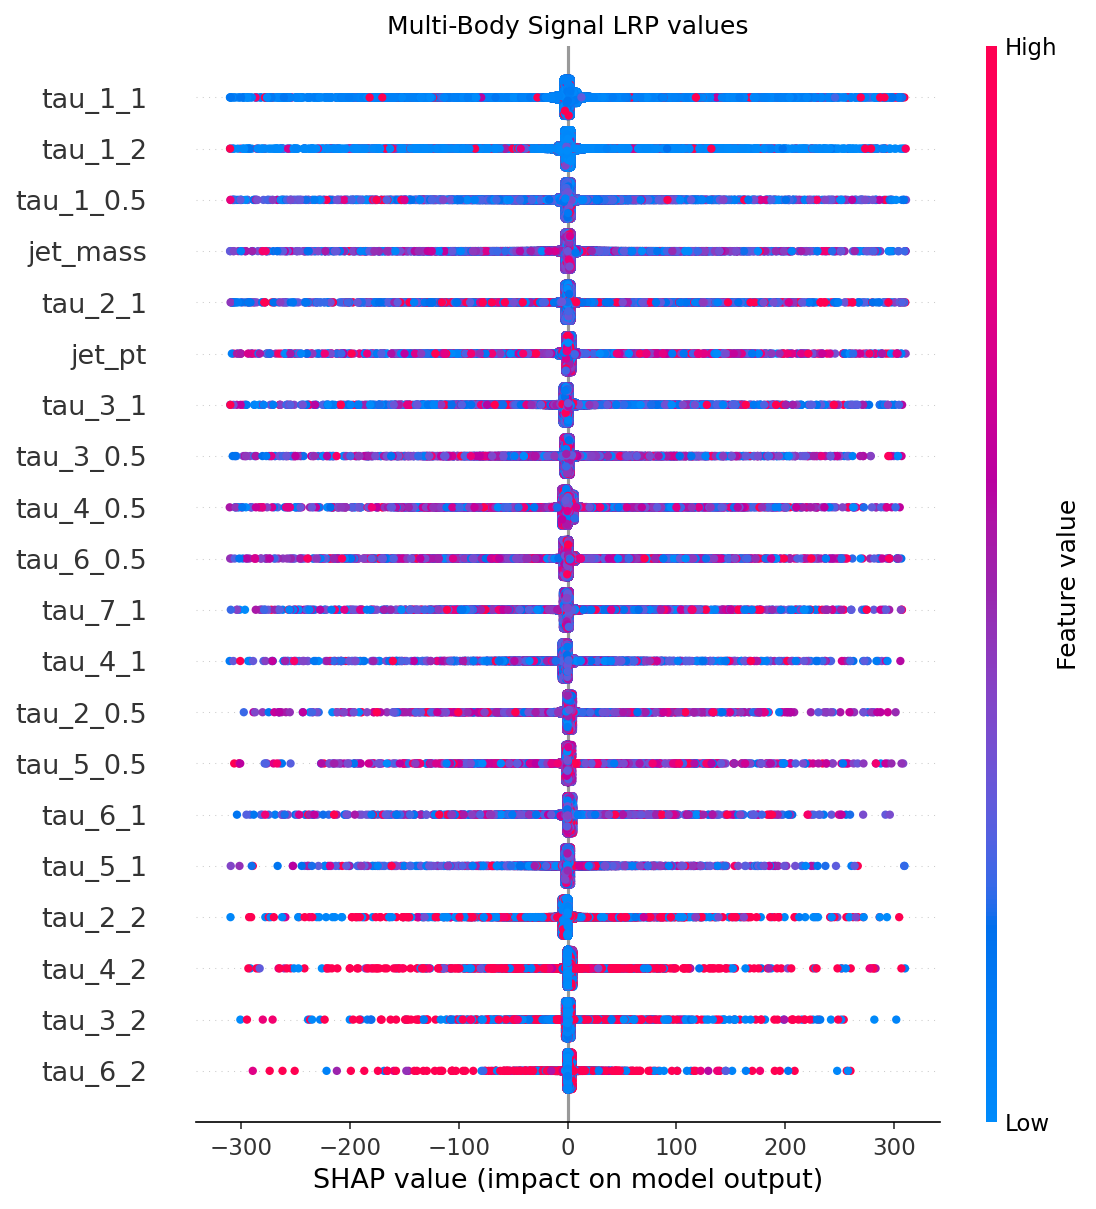 Multi-Body Signal LRP values
High
tau_1_1
tau_1_2
tau_1_0.5
jet_mass
tau_2_1
jet_pt
tau_3_1
tau_3_0.5
tau_4_0.5
tau_6_0.5
tau_7_1
tau_4_1
tau_2_0.5
tau_5_0.5
tau_6_1
tau_5_1
tau_2_2
tau_4_2
tau_3_2
tau_6_2
Feature value
Low
−300 −200 −100 0 100 200 300
SHAP value (impact on model output)